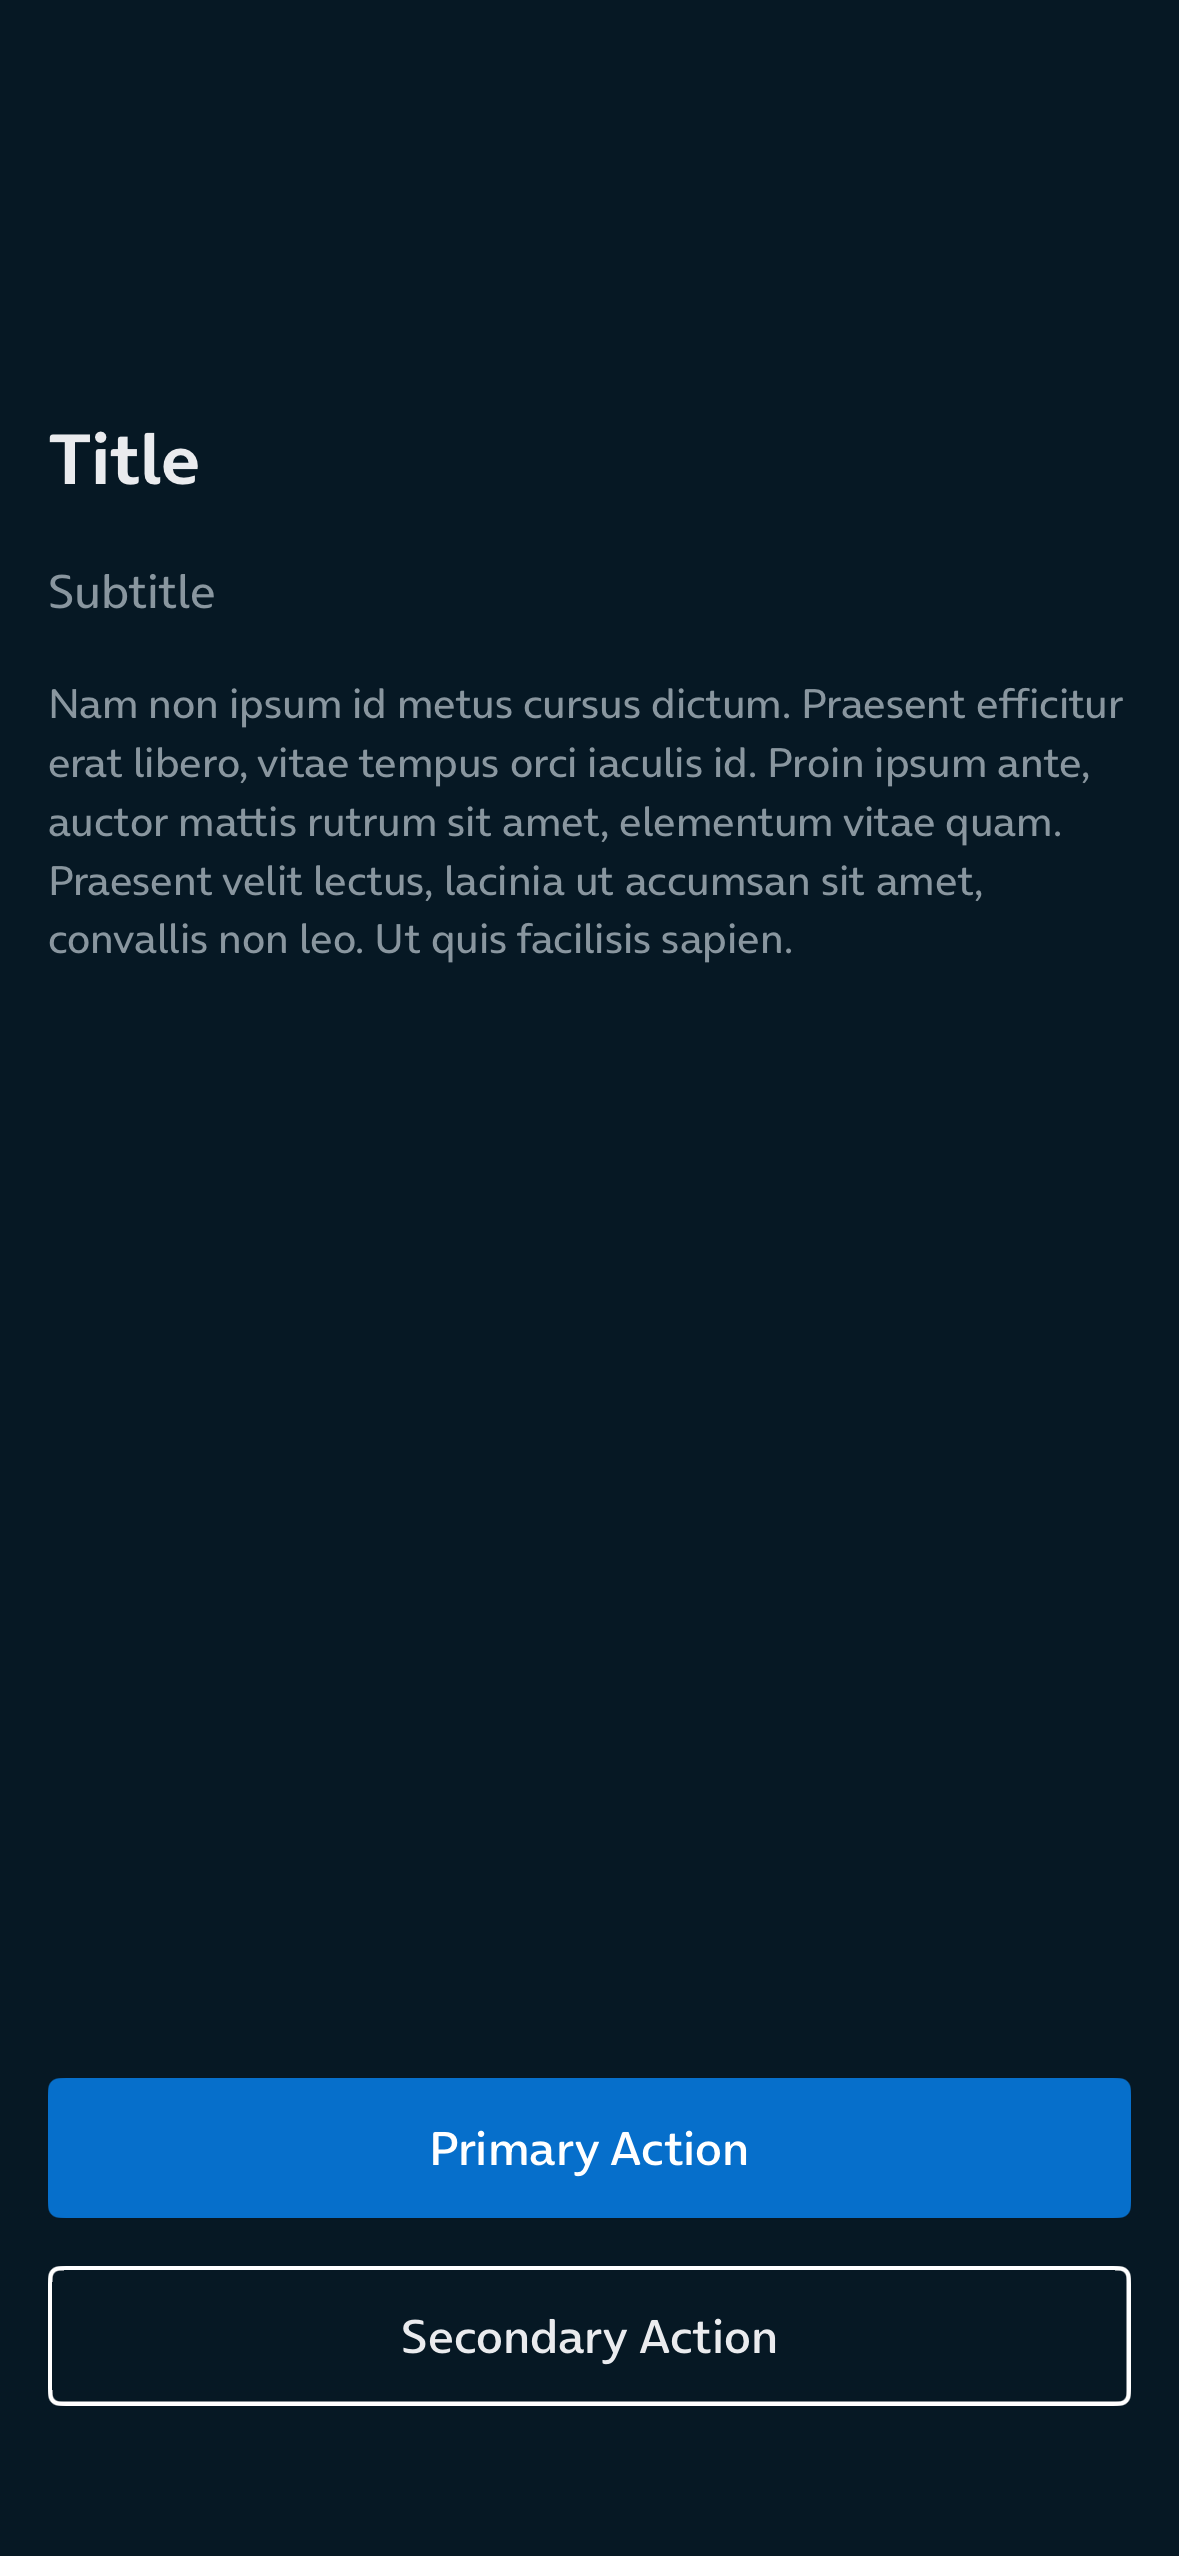 Title
Subtitle
Nam non ipsum id metus cursus dictum. Praesent efficitur
erat libero, vitae tempus orci iaculis id. Proin ipsum ante,
auctor mattis rutrum sit amet, elementum vitae quam.
Praesent velit lectus, lacinia ut accumsan sit amet,
convallis non leo. Ut quis facilisis sapien.
Primary Action
Secondary Action